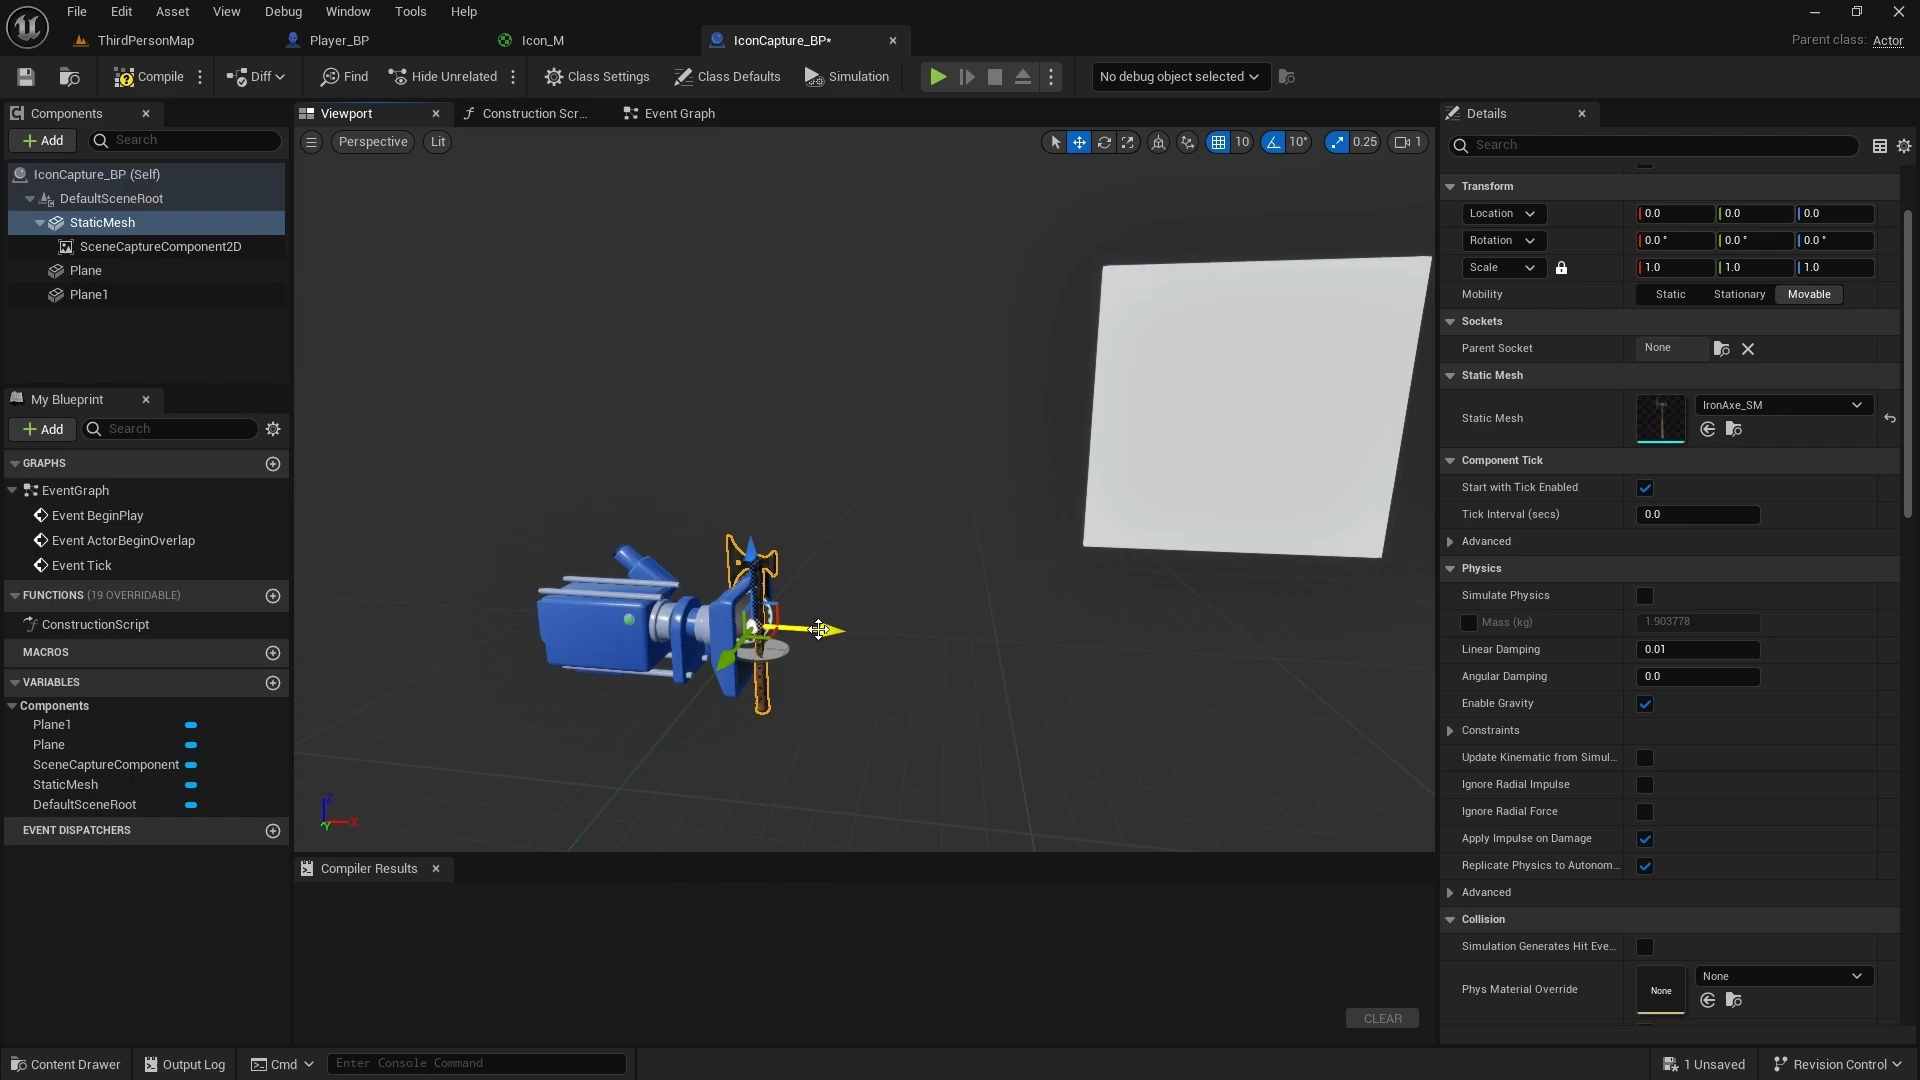 File Edit Asset View Debug Window Tools Help
ThirdPersonMap Player_BP Icon_M IconCapture_BP* Parent class: Actor
Compile Diff Find Hide Unrelated Class Settings Class Defaults Simulation No debug object selected
Components
Add Search
IconCapture_BP (Self)
DefaultSceneRoot
StaticMesh
SceneCaptureComponent2D
Plane
Plane1
My Blueprint
Add Search
GRAPHS
EventGraph
Event BeginPlay
Event ActorBeginOverlap
Event Tick
FUNCTIONS (19 OVERRIDABLE)
ConstructionScript
MACROS
VARIABLES
Components
Plane1
Plane
SceneCaptureComponent
StaticMesh
DefaultSceneRoot
EVENT DISPATCHERS
Viewport Construction Scr... Event Graph
Perspective Lit 10 10° 0.25 1
Z
X
Y
Compiler Results
CLEAR
Details
Search
Transform
Location 0.0 0.0 0.0
Rotation 0.0 ° 0.0 ° 0.0 °
Scale 1.0 1.0 1.0
Mobility Static Stationary Movable
Sockets
Parent Socket None
Static Mesh
Static Mesh IronAxe_SM
Component Tick
Start with Tick Enabled
Tick Interval (secs) 0.0
Advanced
Physics
Simulate Physics
Mass (kg) 1.903778
Linear Damping 0.01
Angular Damping 0.0
Enable Gravity
Constraints
Update Kinematic from Simul...
Ignore Radial Impulse
Ignore Radial Force
Apply Impulse on Damage
Replicate Physics to Autonom...
Advanced
Collision
Simulation Generates Hit Eve...
Phys Material Override None None
Content Drawer Output Log Cmd Enter Console Command 1 Unsaved Revision Control